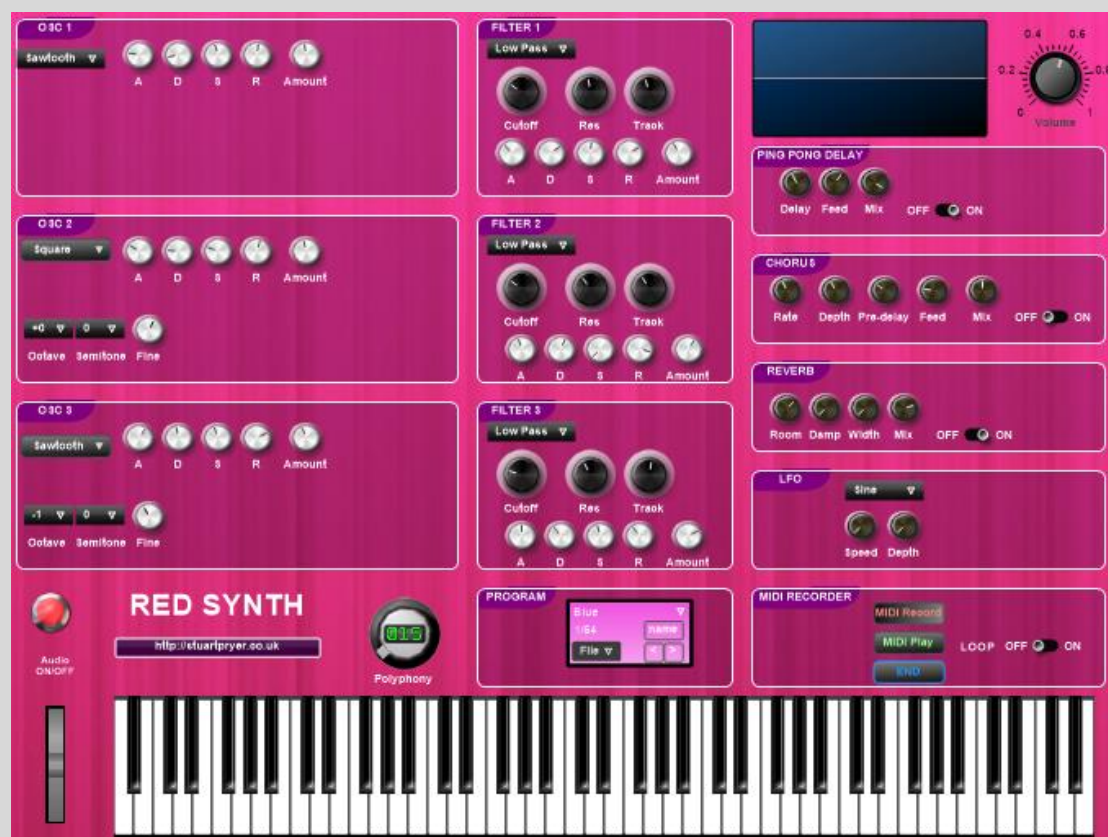 OSC 1
Sawtooth
A D S R Amount
OSC 2
Square
A D S R Amount
+0 0
Octave Semitone Fine
OSC 3
Sawtooth
A D S R Amount
-1 0
Octave Semitone Fine
FILTER 1
Low Pass
Cutoff Res Track
A D S R Amount
FILTER 2
Low Pass
Cutoff Res Track
A D S R Amount
FILTER 3
Low Pass
Cutoff Res Track
A D S R Amount
0.4 0.6
0.2 0.8
0 1
Volume
PING PONG DELAY
Delay Feed Mix OFF ON
CHORUS
Rate Depth Pre-delay Feed Mix OFF ON
REVERB
Room Damp Width Mix OFF ON
LFO
Sine
Speed Depth
Audio
ON/OFF
RED SYNTH
http://stuartpryer.co.uk
015
Polyphony
PROGRAM
Blue
1/64 name
File < >
MIDI RECORDER
MIDI Record
MIDI Play
LOOP OFF ON
END